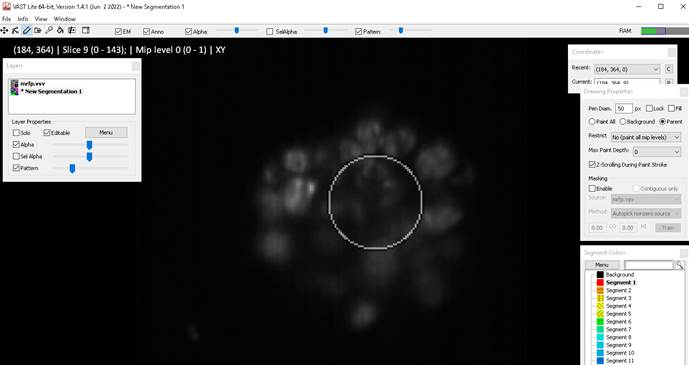 VAST Lite 64-bit, Version 1.4.1 (Jun 2 2022) - * New Segmentation 1
File Info View Window
EM Anno Alpha: SelAlpha: Pattern: RAM
(184, 364) | Slice 9 (0 - 143); | Mip level 0 (0 - 1) | XY
Layers
mrfp.vsv
* New Segmentation 1
Layer Properties
Solo Editable Menu
Alpha
Sel Alpha
Pattern
Coordinates
Recent: (184, 364, 0) C
Current:
Drawing Properties
Pen Diam. 50 px Lock Fill
Paint All Background Parent
Restrict No (paint all mip levels)
Max Paint Depth: 0
Z-Scrolling During Paint Stroke
Masking
Enable Contiguous only
Source: mrfp.vsv
Method: Autopick nonzero source
0.00 LO 0.00 HI Train
Segment Colors
Menu
Background
Segment 1
Segment 2
Segment 3
Segment 4
Segment 5
Segment 6
Segment 7
Segment 8
Segment 9
Segment 10
Segment 11